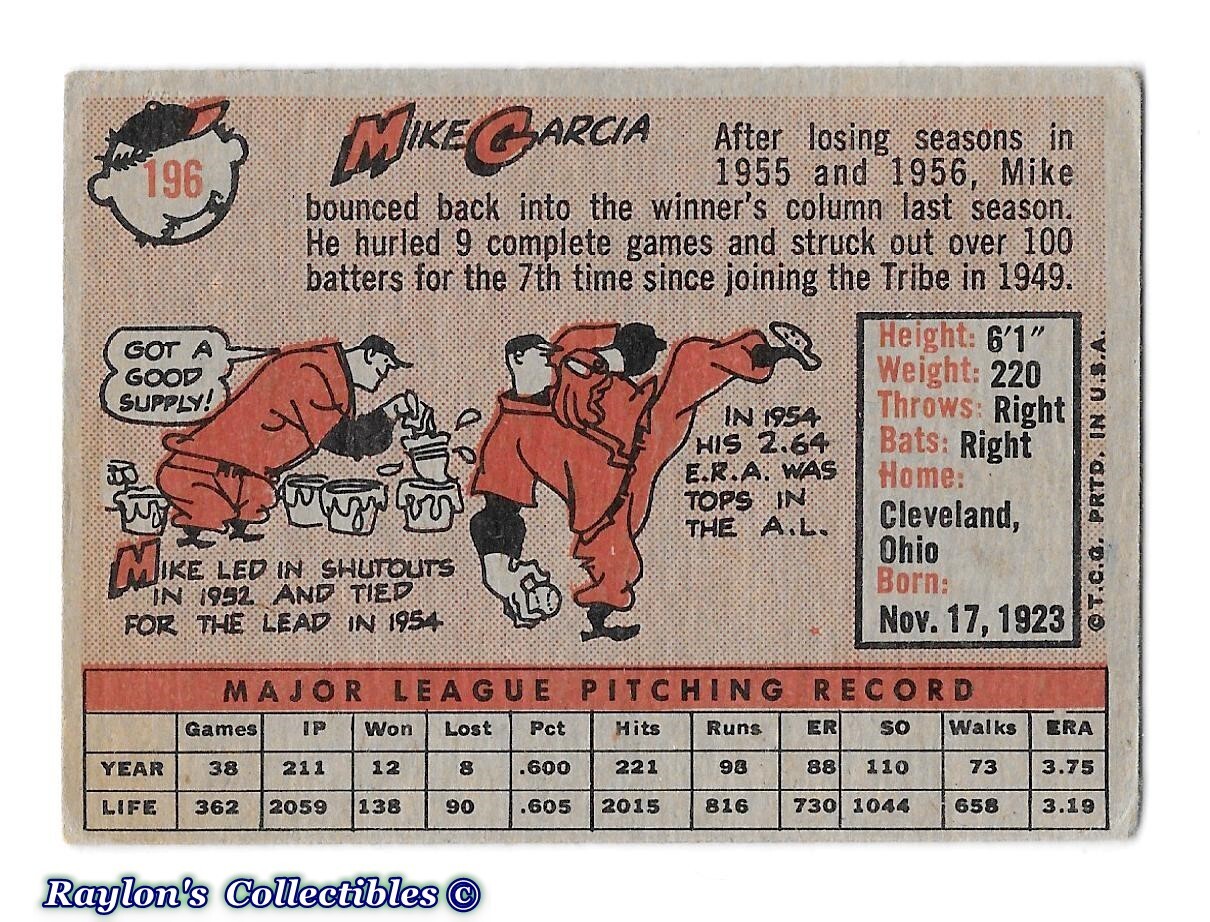 196
MIKE GARCIA
After losing seasons in
1955 and 1956, Mike
bounced back into the winner's column last season.
He hurled 9 complete games and struck out over 100
batters for the 7th time since joining the Tribe in 1949.
GOT A
GOOD
SUPPLY!
MIKE LED IN SHUTOUTS
IN 1952 AND TIED
FOR THE LEAD IN 1954
IN 1954
HIS 2.64
E.R.A. WAS
TOPS IN
THE A.L.
Height: 6'1"
Weight: 220
Throws: Right
Bats: Right
Home:
Cleveland,
Ohio
Born:
Nov. 17, 1923
© T.C.G. PRTD. IN U.S.A.
MAJOR LEAGUE PITCHING RECORD
Games IP Won Lost Pct Hits Runs ER SO Walks ERA
YEAR 38 211 12 8 .600 221 98 88 110 73 3.75
LIFE 362 2059 138 90 .605 2015 816 730 1044 658 3.19
Raylon's Collectibles ©